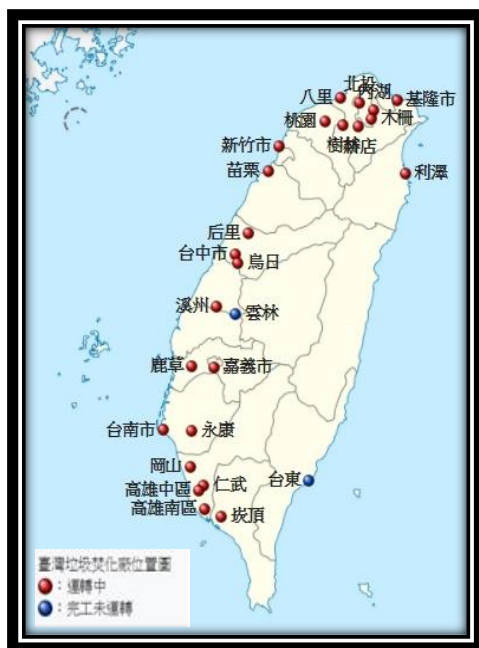 北投
內湖
八里
基隆市
桃園
木柵
樹林
新店
新竹市
苗栗
利澤
后里
台中市
烏日
溪州
雲林
鹿草
嘉義市
台南市
永康
岡山
台東
仁武
高雄中區
高雄南區
崁頂
臺灣垃圾焚化廠位置圖
：運轉中
：完工未運轉